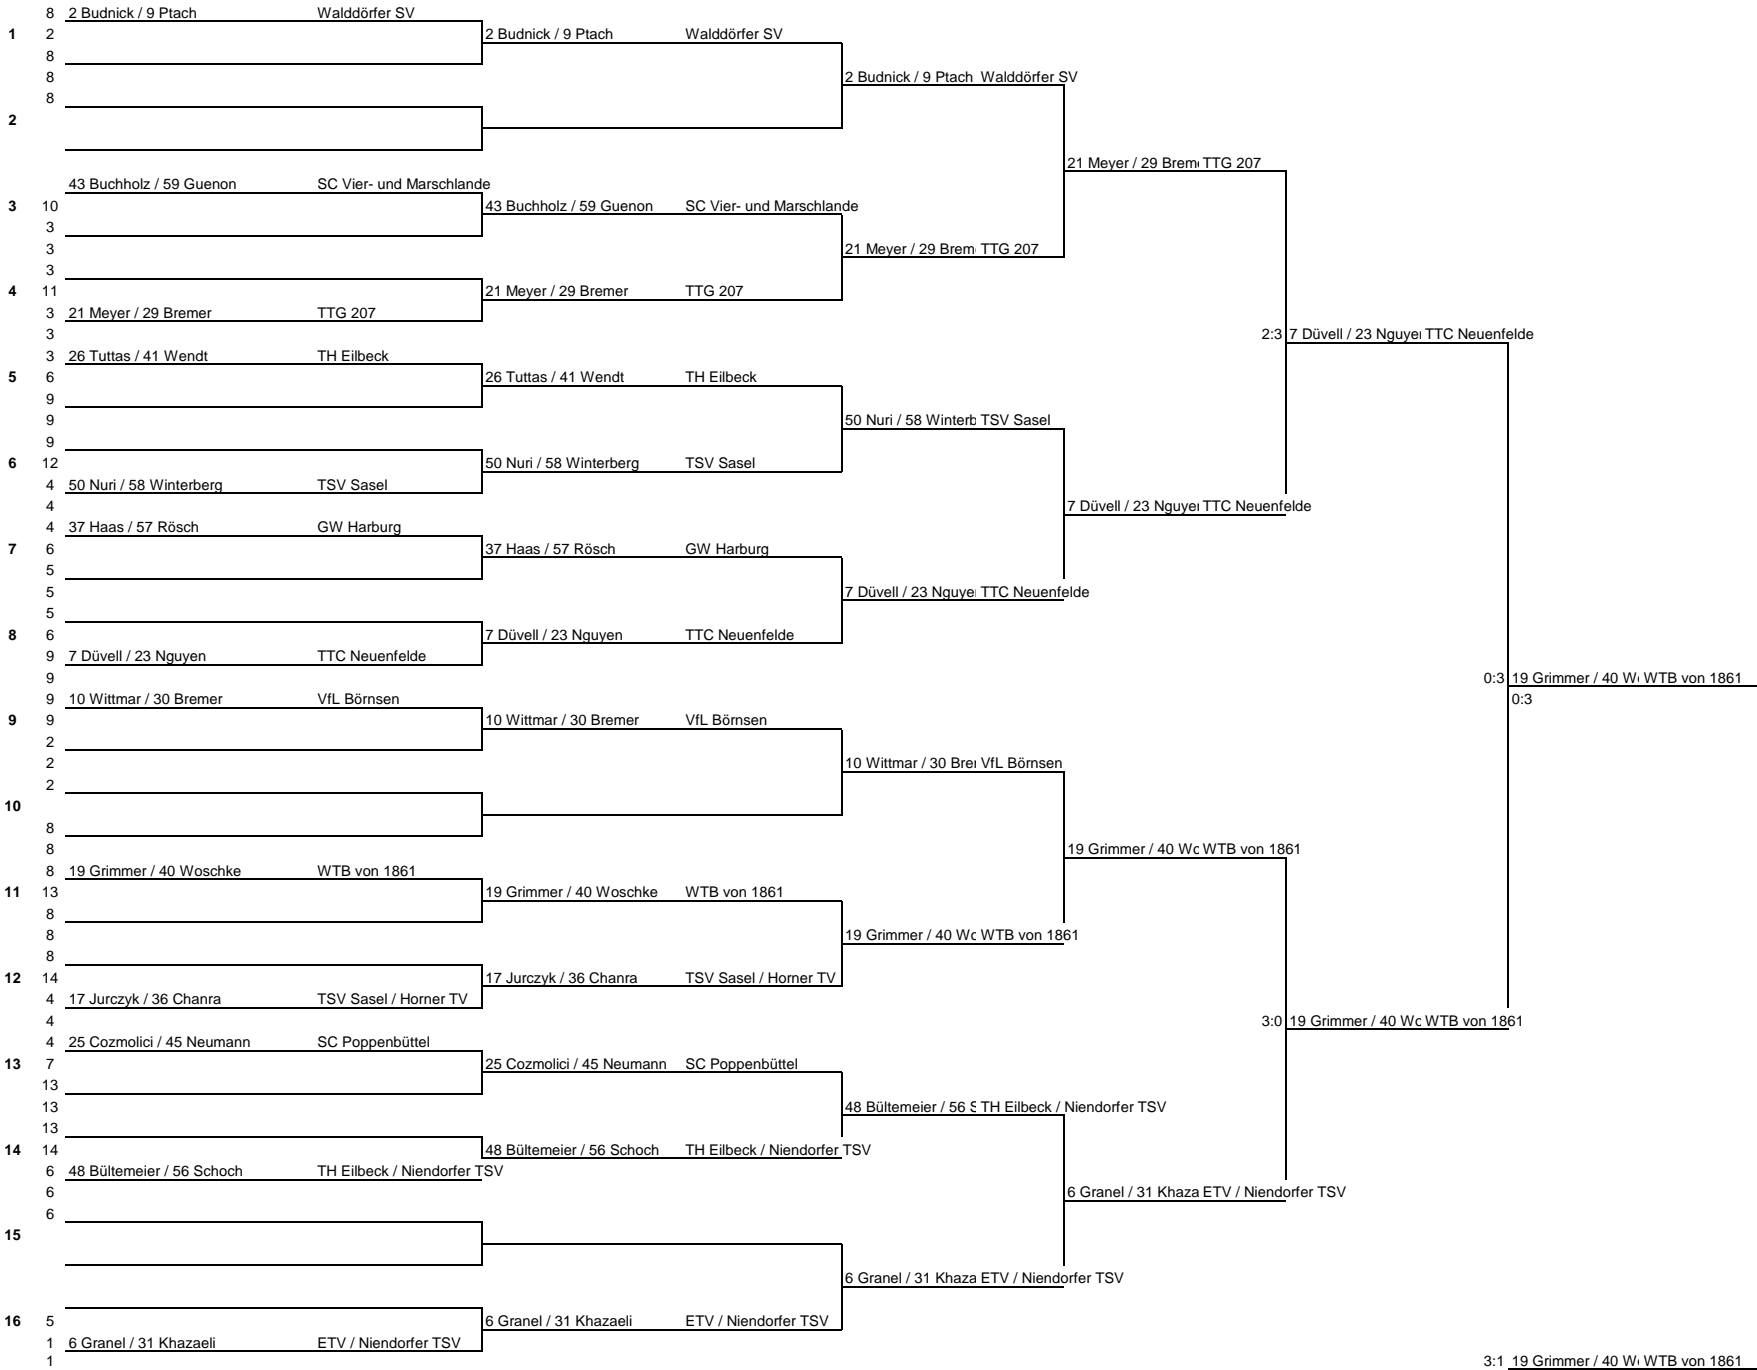 8 2 Budnick / 9 Ptach Walddörfer SV
1 2 2 Budnick / 9 Ptach Walddörfer SV
8
8 2 Budnick / 9 Ptach Walddörfer SV
8
2
21 Meyer / 29 Brem TTG 207
43 Buchholz / 59 Guenon SC Vier- und Marschlande
3 10 43 Buchholz / 59 Guenon SC Vier- und Marschlande
3
3 21 Meyer / 29 Brem TTG 207
3
4 11 21 Meyer / 29 Bremer TTG 207
3 21 Meyer / 29 Bremer TTG 207
3 2:3 7 Düvell / 23 Nguye TTC Neuenfelde
3 26 Tuttas / 41 Wendt TH Eilbeck
5 6 26 Tuttas / 41 Wendt TH Eilbeck
9
9 50 Nuri / 58 Winterb TSV Sasel
9
6 12 50 Nuri / 58 Winterberg TSV Sasel
4 50 Nuri / 58 Winterberg TSV Sasel
4 7 Düvell / 23 Nguye TTC Neuenfelde
4 37 Haas / 57 Rösch GW Harburg
7 6 37 Haas / 57 Rösch GW Harburg
5
5 7 Düvell / 23 Nguye TTC Neuenfelde
5
8 6 7 Düvell / 23 Nguyen TTC Neuenfelde
9 7 Düvell / 23 Nguyen TTC Neuenfelde
9 0:3 19 Grimmer / 40 W WTB von 1861
9 10 Wittmar / 30 Bremer VfL Börnsen 0:3
9 9 10 Wittmar / 30 Bremer VfL Börnsen
2
2 10 Wittmar / 30 Bre VfL Börnsen
2
10
8
8 19 Grimmer / 40 Wo WTB von 1861
8 19 Grimmer / 40 Woschke WTB von 1861
11 13 19 Grimmer / 40 Woschke WTB von 1861
8
8 19 Grimmer / 40 Wo WTB von 1861
8
12 14 17 Jurczyk / 36 Chanra TSV Sasel / Horner TV
4 17 Jurczyk / 36 Chanra TSV Sasel / Horner TV
4 3:0 19 Grimmer / 40 Wo WTB von 1861
4 25 Cozmolici / 45 Neumann SC Poppenbüttel
13 7 25 Cozmolici / 45 Neumann SC Poppenbüttel
13
13 48 Bültemeier / 56 S TH Eilbeck / Niendorfer TSV
13
14 14 48 Bültemeier / 56 Schoch TH Eilbeck / Niendorfer TSV
6 48 Bültemeier / 56 Schoch TH Eilbeck / Niendorfer TSV
6 6 Granel / 31 Khaza ETV / Niendorfer TSV
6
15
6 Granel / 31 Khaza ETV / Niendorfer TSV
16 5 6 Granel / 31 Khazaeli ETV / Niendorfer TSV
1 6 Granel / 31 Khazaeli ETV / Niendorfer TSV
1 3:1 19 Grimmer / 40 W WTB von 1861